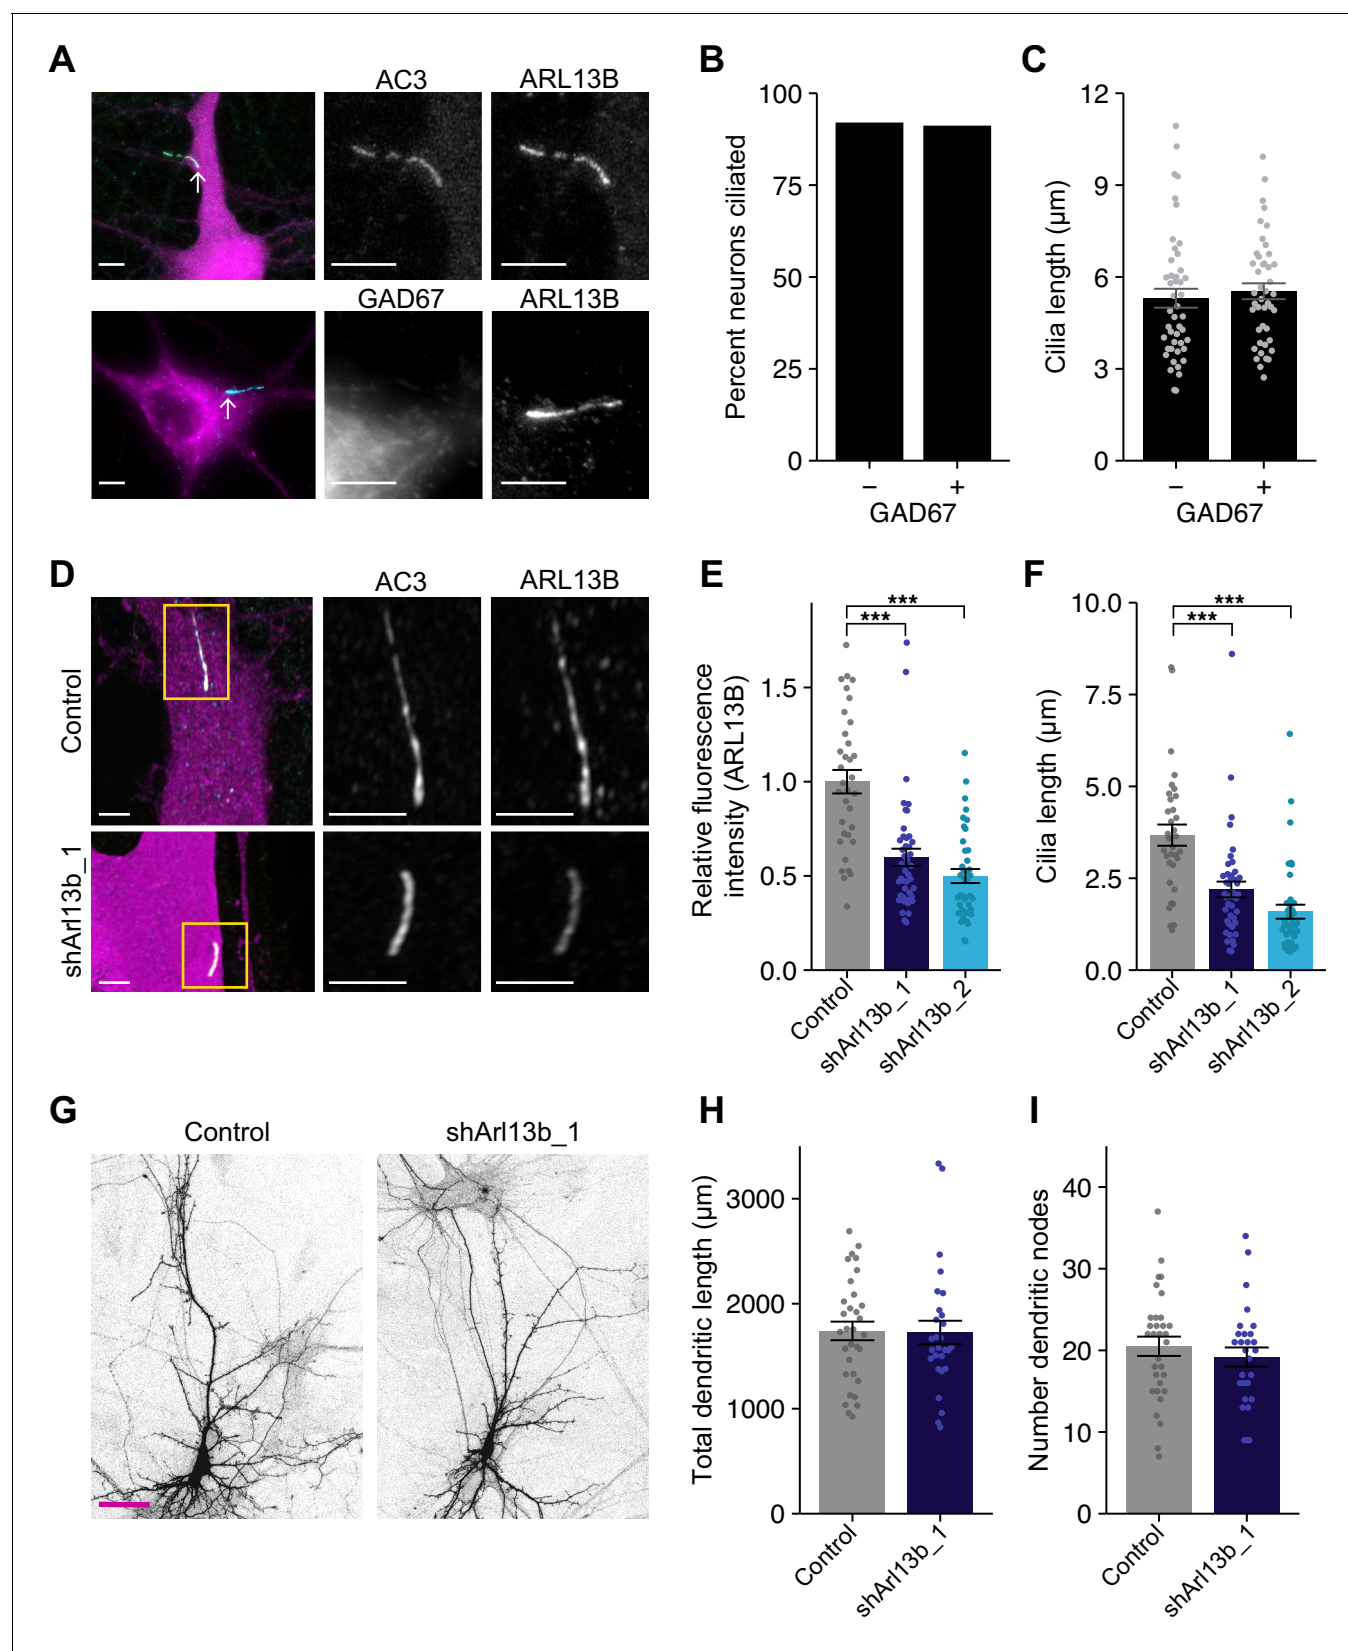 A
AC3
ARL13B
GAD67
ARL13B
B
Percent neurons ciliated
100
75
50
25
0
–
+
GAD67
C
Cilia length (µm)
12
9
6
3
0
–
+
GAD67
D
AC3
ARL13B
Control
shArl13b_1
E
Relative fluorescence
intensity (ARL13B)
1.5
1.0
0.5
0.0
***
***
Control
shArl13b_1
shArl13b_2
F
Cilia length (µm)
10.0
7.5
5.0
2.5
0.0
***
***
Control
shArl13b_1
shArl13b_2
G
Control
shArl13b_1
H
Total dendritic length (µm)
3000
2000
1000
0
Control
shArl13b_1
I
Number dendritic nodes
40
30
20
10
0
Control
shArl13b_1